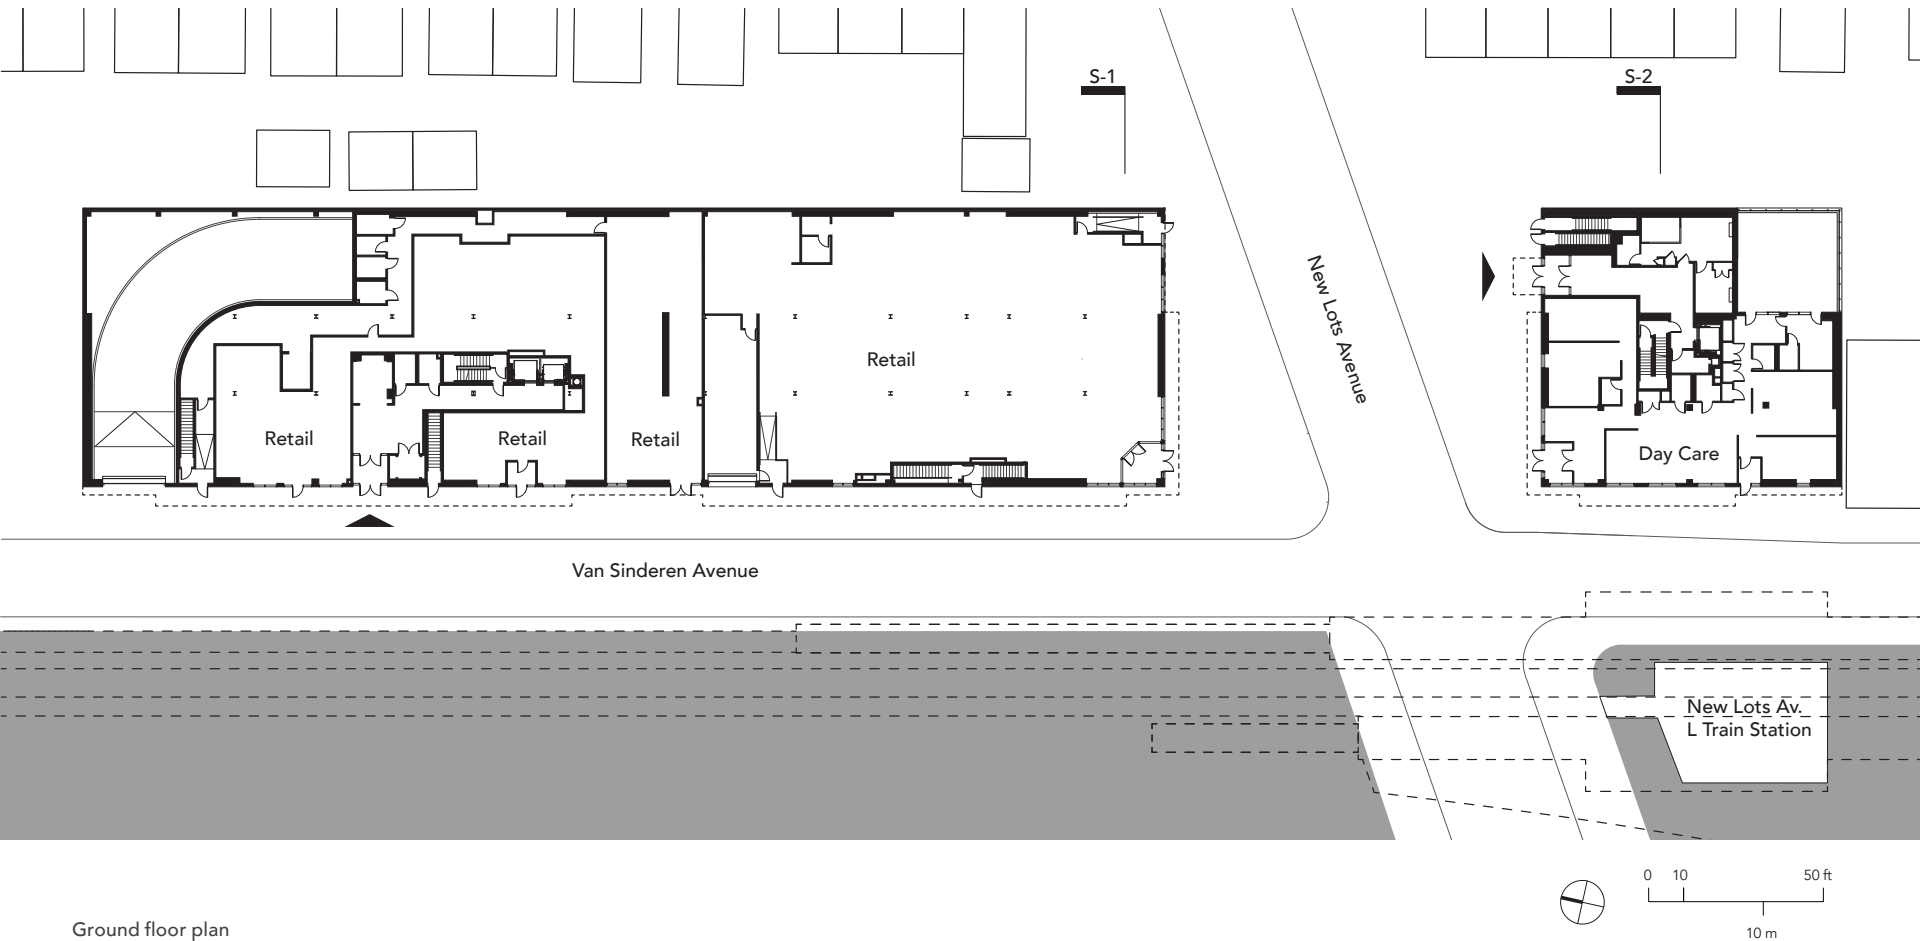 S-1
S-2
New Lots Avenue
Retail
Retail
Retail
Retail
Day Care
Van Sinderen Avenue
New Lots Av.
L Train Station
0 10 50 ft
10 m
Ground floor plan